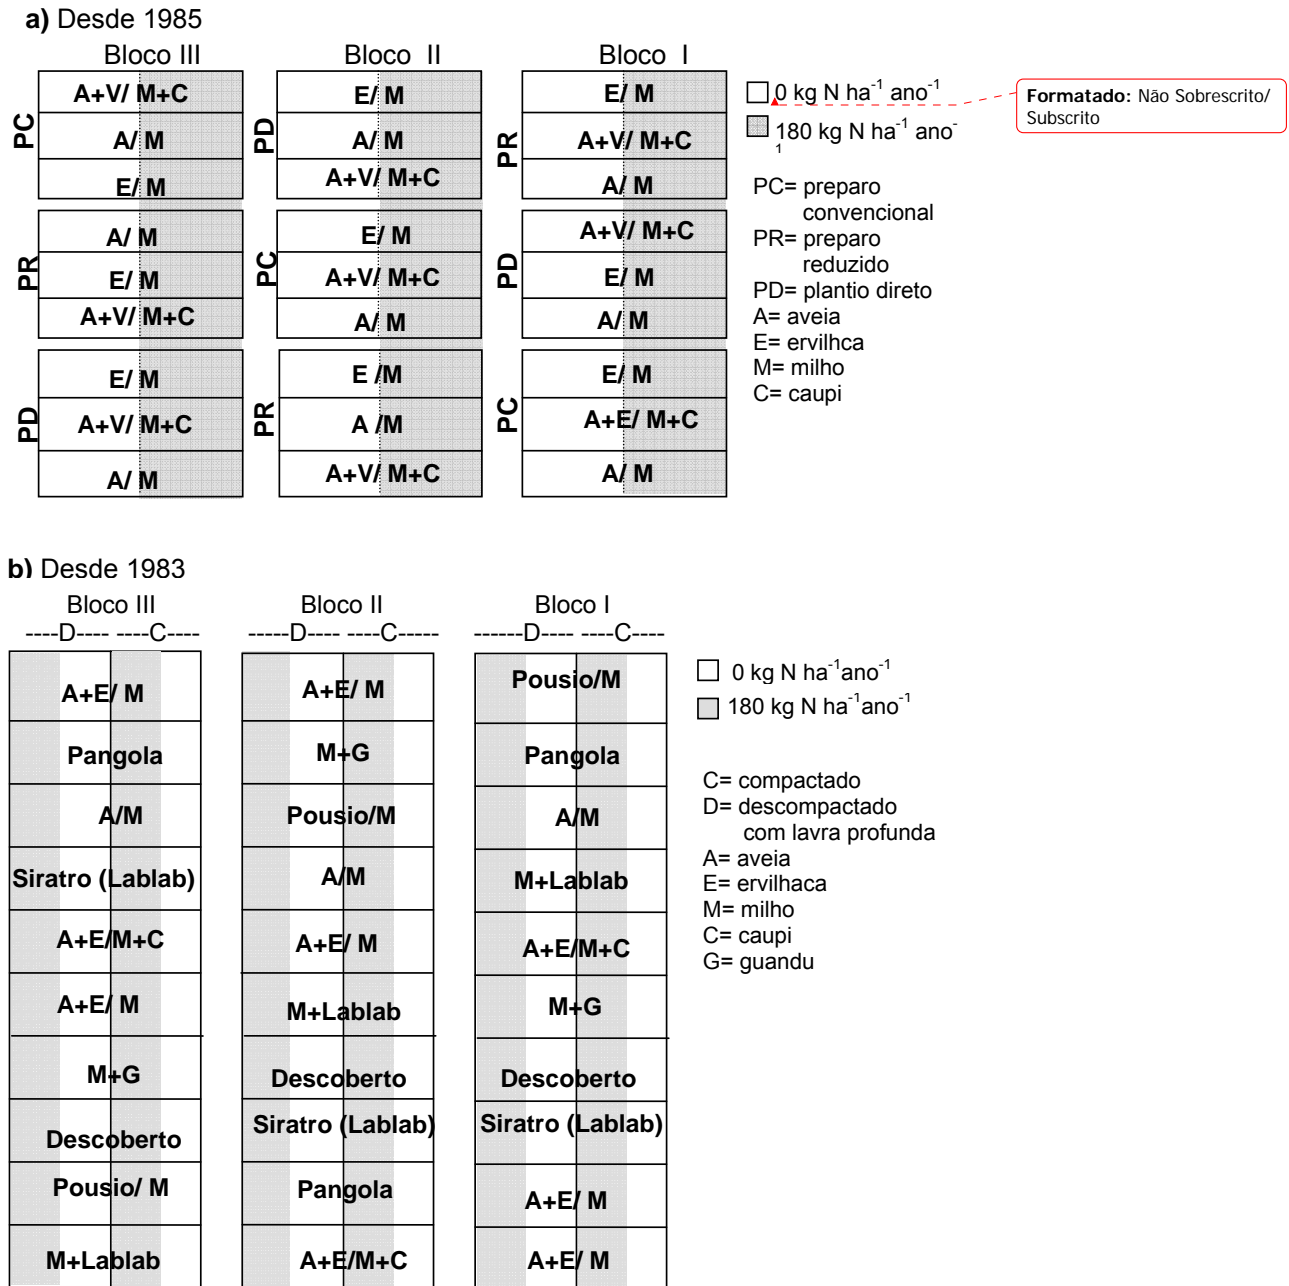 a) Desde 1985
Bloco III
Bloco II
Bloco I
PC
A+V/ M+C
A/ M
E/ M
PR
A/ M
E/ M
A+V/ M+C
PD
E/ M
A+V/ M+C
A/ M
PD
E/ M
A/ M
A+V/ M+C
PC
E/ M
A+V/ M+C
A/ M
PR
E /M
A /M
A+V/ M+C
PR
E/ M
A+V/ M+C
A/ M
PD
A+V/ M+C
E/ M
A/ M
PC
E/ M
A+E/ M+C
A/ M
0 kg N ha⁻¹ ano⁻¹
180 kg N ha⁻¹ ano⁻
¹
Formatado: Não Sobrescrito/
Subscrito
PC= preparo
convencional
PR= preparo
reduzido
PD= plantio direto
A= aveia
E= ervilhca
M= milho
C= caupi
b) Desde 1983
Bloco III
----D---- ----C----
A+E/ M
Pangola
A/M
Siratro (Lablab)
A+E/M+C
A+E/ M
M+G
Descoberto
Pousio/ M
M+Lablab
Bloco II
-----D---- ----C-----
A+E/ M
M+G
Pousio/M
A/M
A+E/ M
M+Lablab
Descoberto
Siratro (Lablab)
Pangola
A+E/M+C
Bloco I
------D---- ----C----
Pousio/M
Pangola
A/M
M+Lablab
A+E/M+C
M+G
Descoberto
Siratro (Lablab)
A+E/ M
A+E/ M
0 kg N ha⁻¹ano⁻¹
180 kg N ha⁻¹ano⁻¹
C= compactado
D= descompactado
com lavra profunda
A= aveia
E= ervilhaca
M= milho
C= caupi
G= guandu